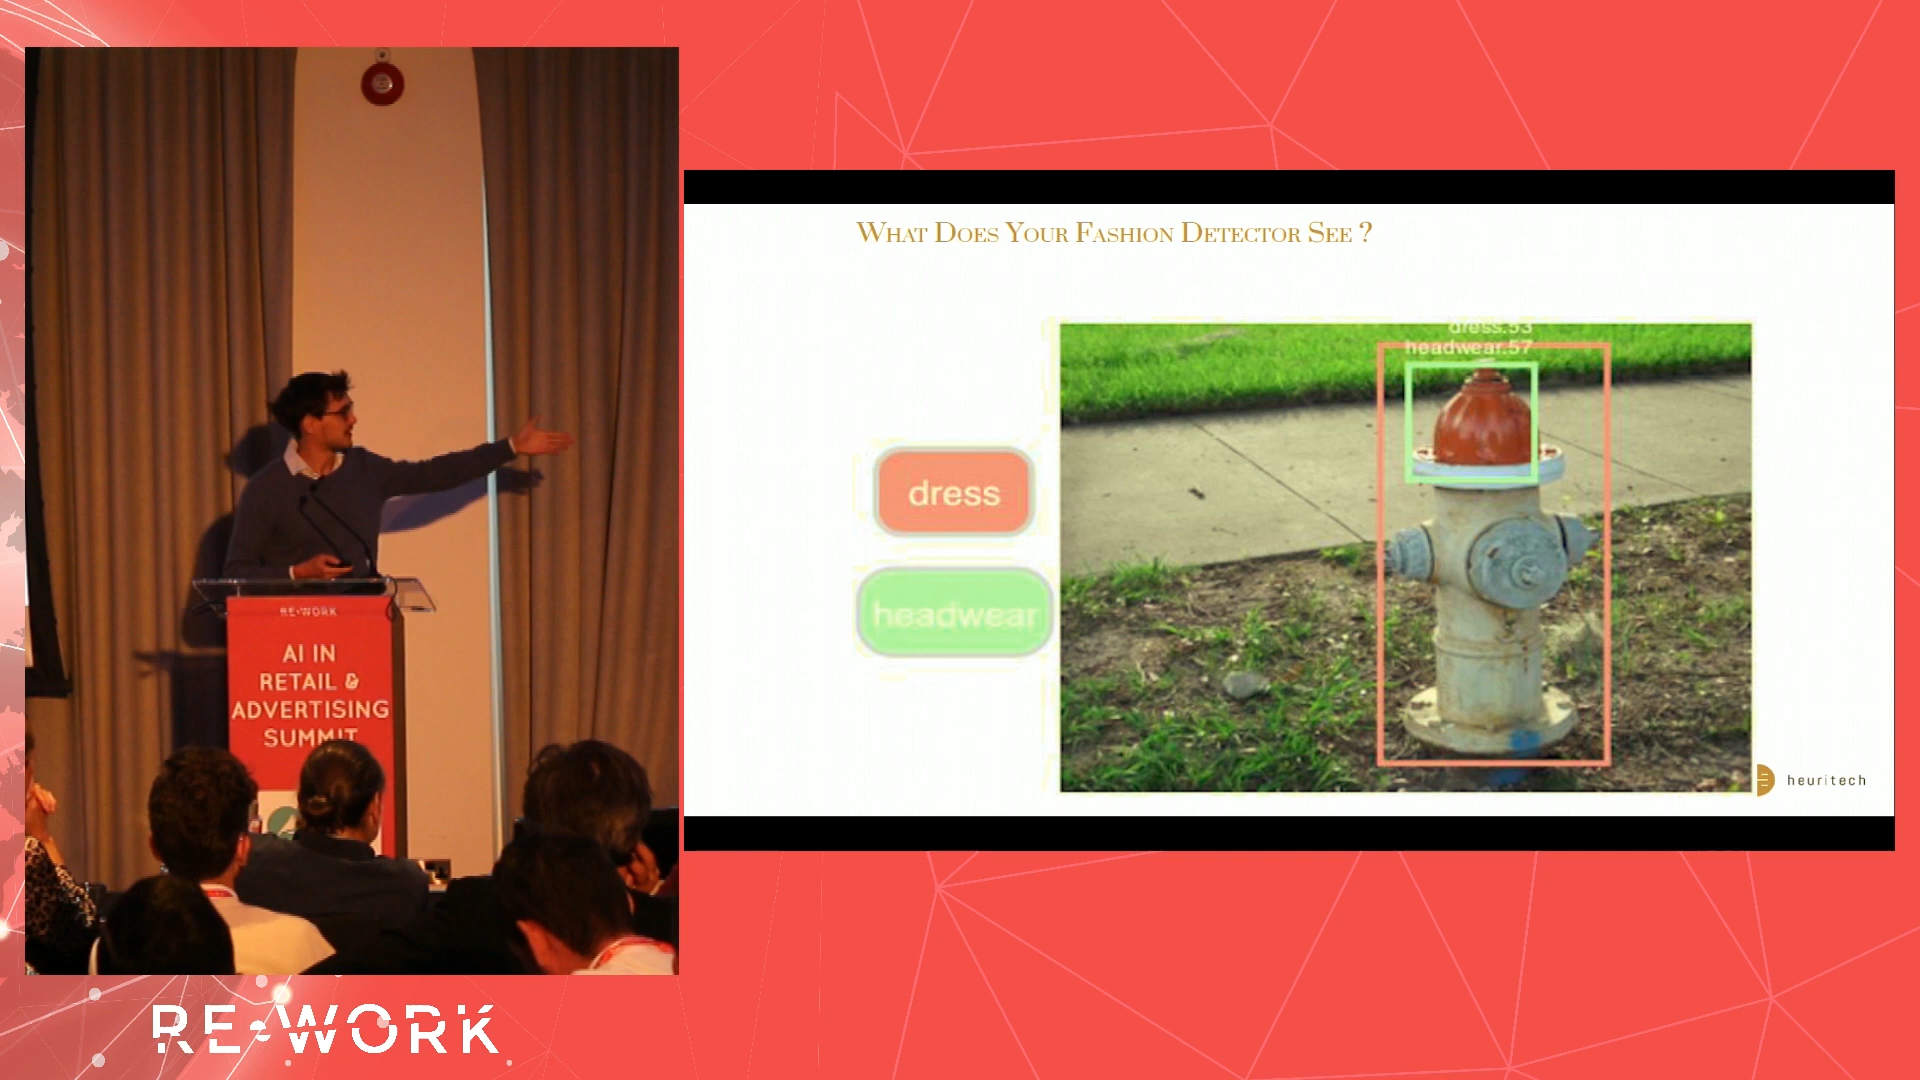 RE•WORK
AI IN
RETAIL &
ADVERTISING
SUMMIT
WHAT DOES YOUR FASHION DETECTOR SEE ?
dress.53
headwear.57
dress
headwear
heuritech
RE•WORK